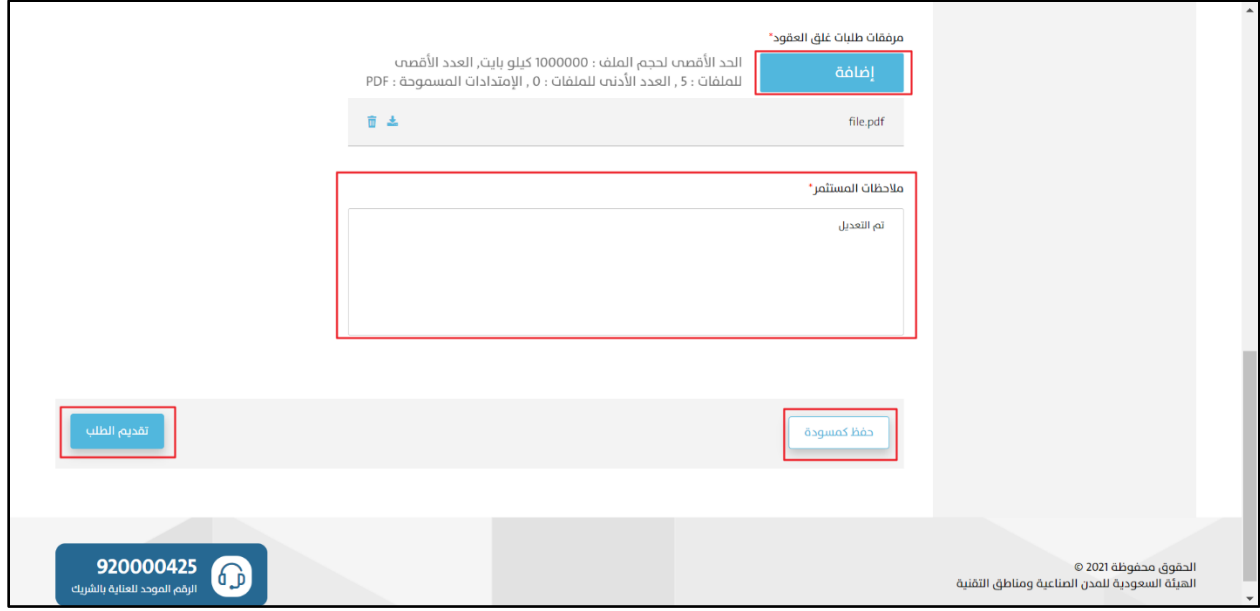 مرفقات طلبات غلق العقود*
إضافة
الحد الأقصى لحجم الملف : 1000000 كيلو بايت, العدد الأقصى
للملفات : 5 , العدد الأدنى للملفات : 0 , الإمتدادات المسموحة : PDF
file.pdf
ملاحظات المستثمر*
تم التعديل
حفظ كمسودة
تقديم الطلب
الحقوق محفوظة 2021 ©
الهيئة السعودية للمدن الصناعية ومناطق التقنية
920000425
الرقم الموحد للعناية بالشريك